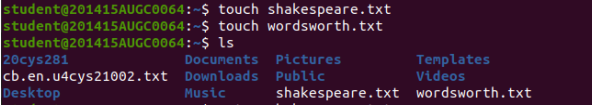 student@201415AUGC0064:~$ touch shakespeare.txt
student@201415AUGC0064:~$ touch wordsworth.txt
student@201415AUGC0064:~$ ls
20cys281 Documents Pictures Templates
cb.en.u4cys21002.txt Downloads Public Videos
Desktop Music shakespeare.txt wordsworth.txt